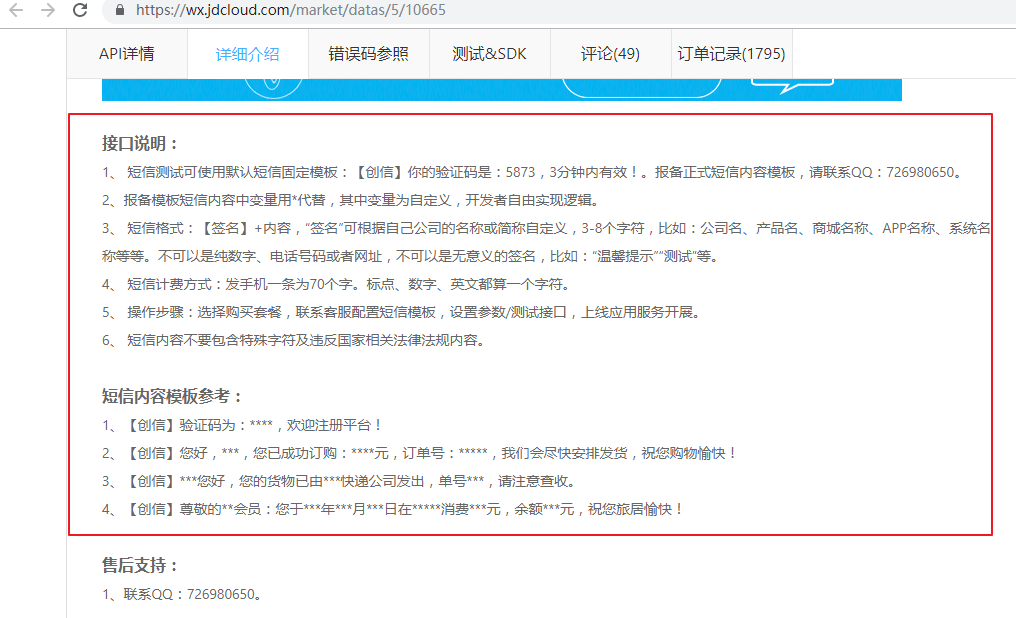 https://wx.jdcloud.com/market/datas/5/10665
API详情 详细介绍 错误码参照 测试&SDK 评论(49) 订单记录(1795)
接口说明：
1、 短信测试可使用默认短信固定模板：【创信】你的验证码是：5873，3分钟内有效！。报备正式短信内容模板，请联系QQ：726980650。
2、报备模板短信内容中变量用*代替，其中变量为自定义，开发者自由实现逻辑。
3、 短信格式：【签名】+内容，“签名”可根据自己公司的名称或简称自定义，3-8个字符，比如：公司名、产品名、商城名称、APP名称、系统名
称等等。不可以是纯数字、电话号码或者网址，不可以是无意义的签名，比如：“温馨提示”“测试”等。
4、 短信计费方式：发手机一条为70个字。标点、数字、英文都算一个字符。
5、 操作步骤：选择购买套餐，联系客服配置短信模板，设置参数/测试接口，上线应用服务开展。
6、 短信内容不要包含特殊字符及违反国家相关法律法规内容。
短信内容模板参考：
1、【创信】验证码为：****，欢迎注册平台！
2、【创信】您好，***，您已成功订购：****元，订单号：*****，我们会尽快安排发货，祝您购物愉快！
3、【创信】***您好，您的货物已由***快递公司发出，单号***，请注意查收。
4、【创信】尊敬的**会员：您于***年***月***日在*****消费***元，余额***元，祝您旅居愉快！
售后支持：
1、联系QQ：726980650。